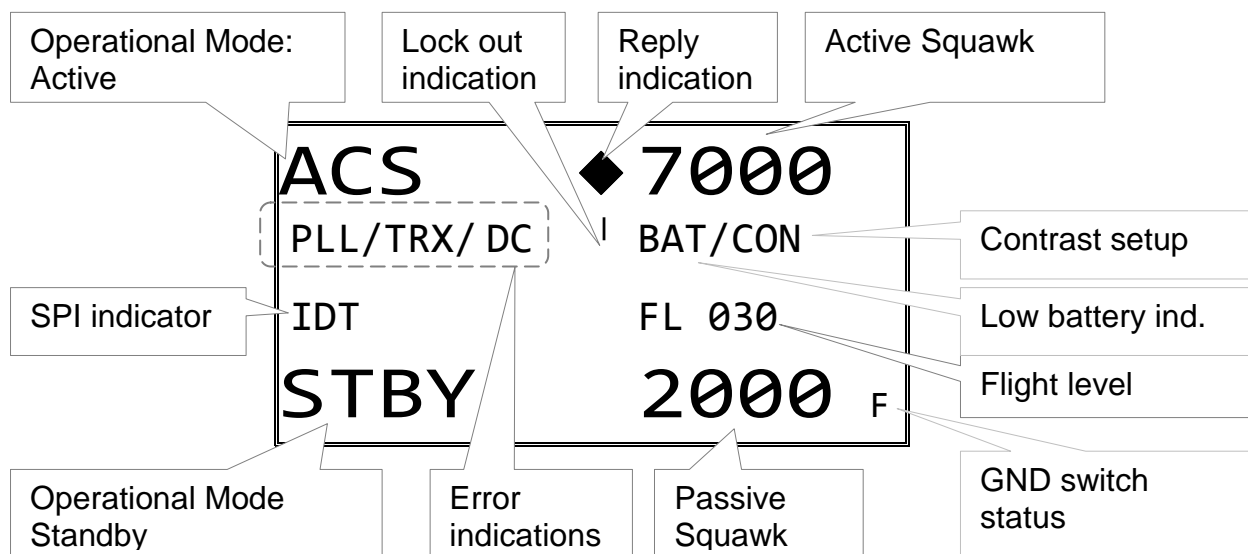 Operational Mode:
Active
Lock out
indication
Reply
indication
Active Squawk
ACS ◆ 7000
PLL/TRX/ DC ı BAT/CON
IDT FL 030
STBY 2000 F
Contrast setup
SPI indicator
Low battery ind.
Flight level
Operational Mode
Standby
Error
indications
Passive
Squawk
GND switch
status